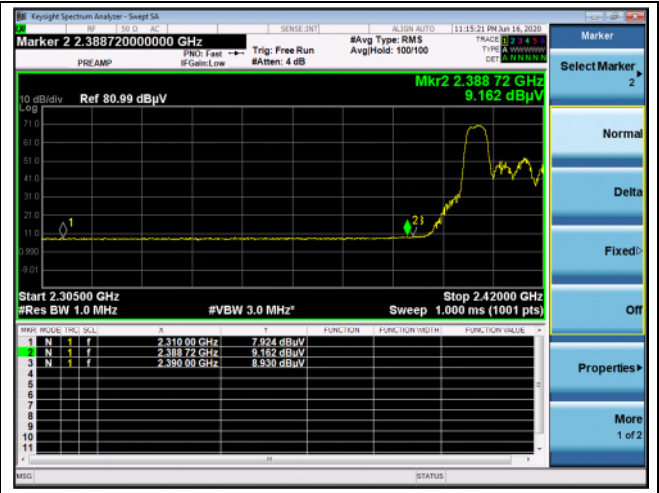 Keysight Spectrum Analyzer - Swept SA
RF 50 Ω AC SENSE:INT ALIGN AUTO 11:15:21 PM Jun 16, 2020
Marker 2 2.388720000000 GHz
PREAMP
PNO: Fast
IFGain:Low
Trig: Free Run
#Atten: 4 dB
#Avg Type: RMS
Avg|Hold: 100/100
TRACE 1 2 3 4 5 6
TYPE A WWWWW
DET A N N N N N
Mkr2 2.388 72 GHz
9.162 dBµV
10 dB/div Ref 80.99 dBµV
Log
71.0
61.0
51.0
41.0
31.0
21.0
11.0
0.990
-9.01
1
2
3
Start 2.30500 GHz Stop 2.42000 GHz
#Res BW 1.0 MHz #VBW 3.0 MHz* Sweep 1.000 ms (1001 pts)
MKR MODE TRC SCL X Y FUNCTION FUNCTION WIDTH FUNCTION VALUE
1 N 1 f 2.310 00 GHz 7.924 dBµV
2 N 1 f 2.388 72 GHz 9.162 dBµV
3 N 1 f 2.390 00 GHz 8.930 dBµV
4
5
6
7
8
9
10
11
MSG STATUS
Marker
Select Marker
2
Normal
Delta
Fixed
Off
Properties
More
1 of 2